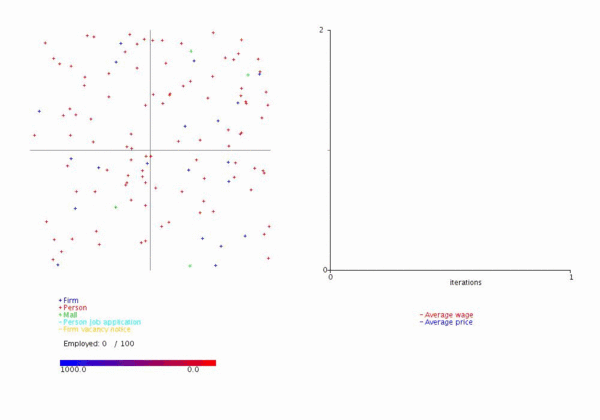 2
0
0
1
iterations
Firm
Person
Mall
Person job application
Firm vacancy notice
Average wage
Average price
Employed: 0 / 100
1000.0 0.0